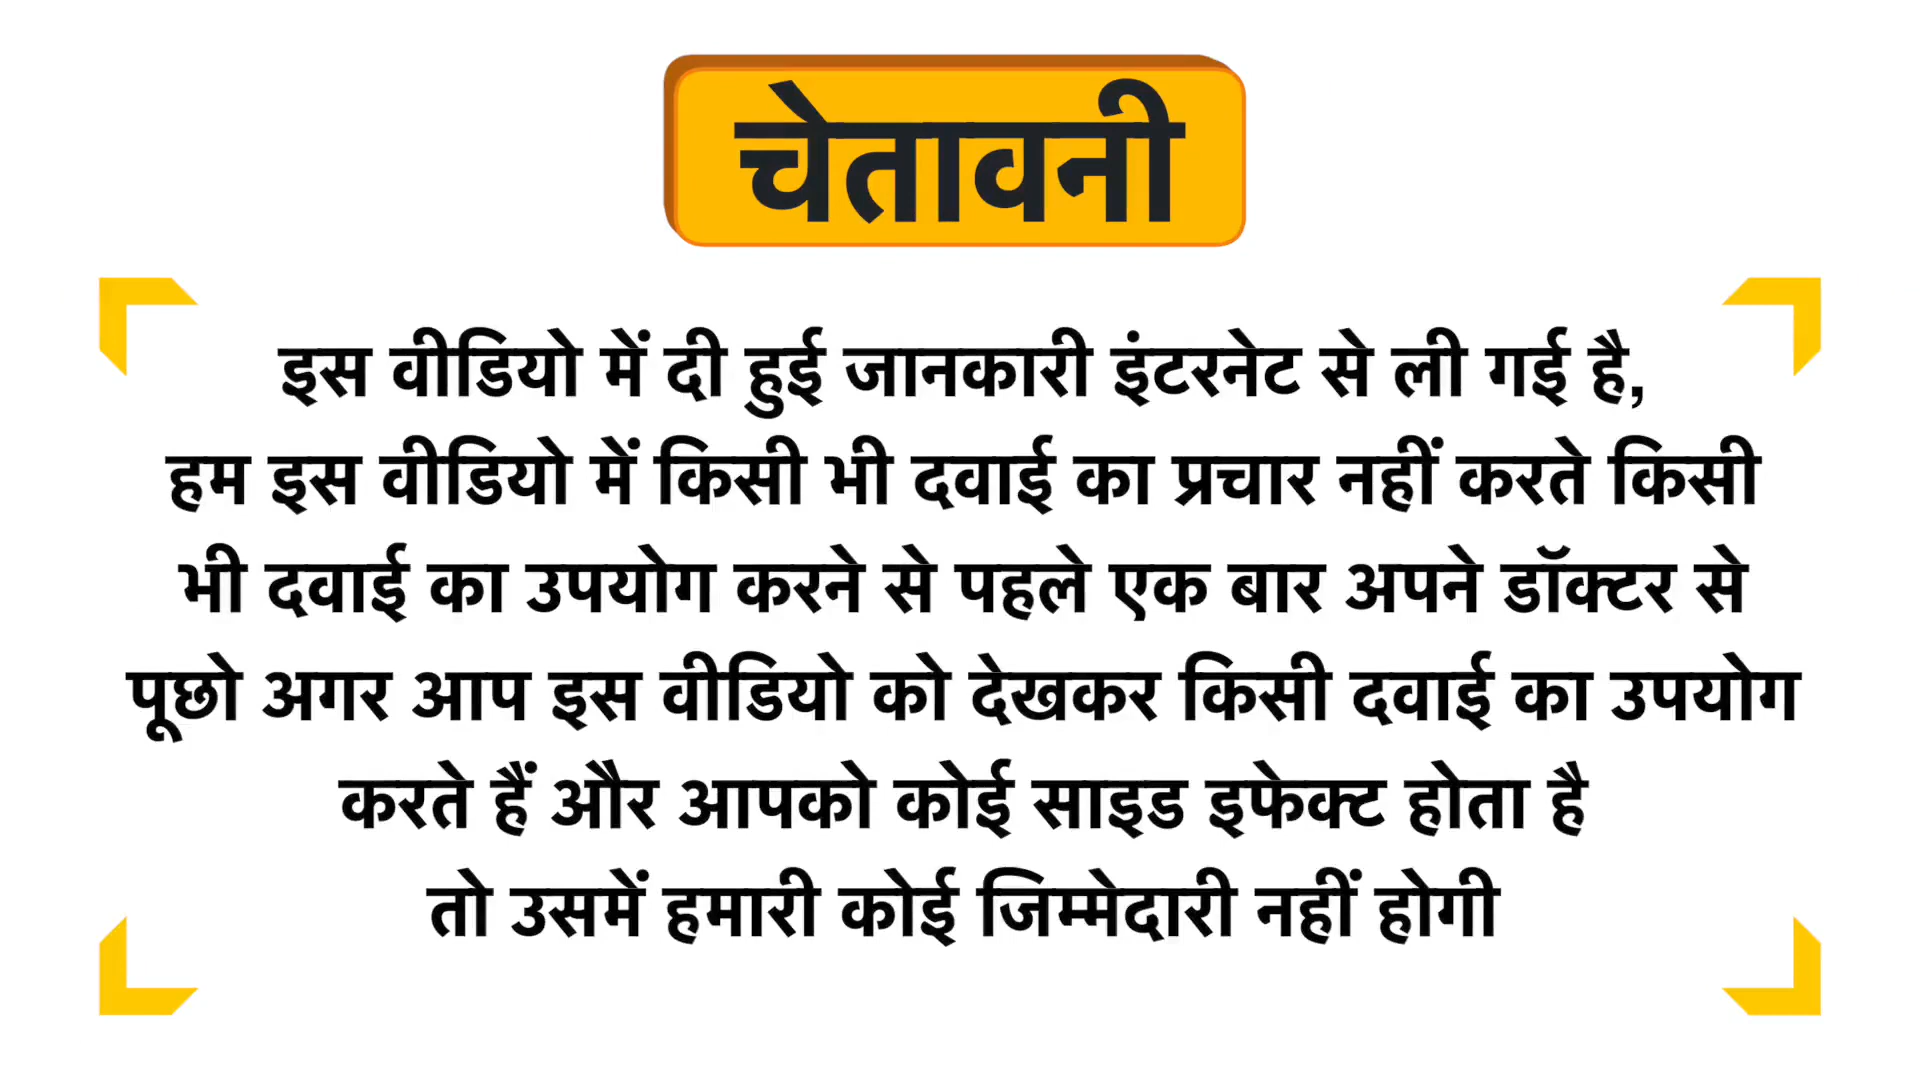 चेतावनी
इस वीडियो में दी हुई जानकारी इंटरनेट से ली गई है,
हम इस वीडियो में किसी भी दवाई का प्रचार नहीं करते किसी
भी दवाई का उपयोग करने से पहले एक बार अपने डॉक्टर से
पूछो अगर आप इस वीडियो को देखकर किसी दवाई का उपयोग
करते हैं और आपको कोई साइड इफेक्ट होता है
तो उसमें हमारी कोई जिम्मेदारी नहीं होगी